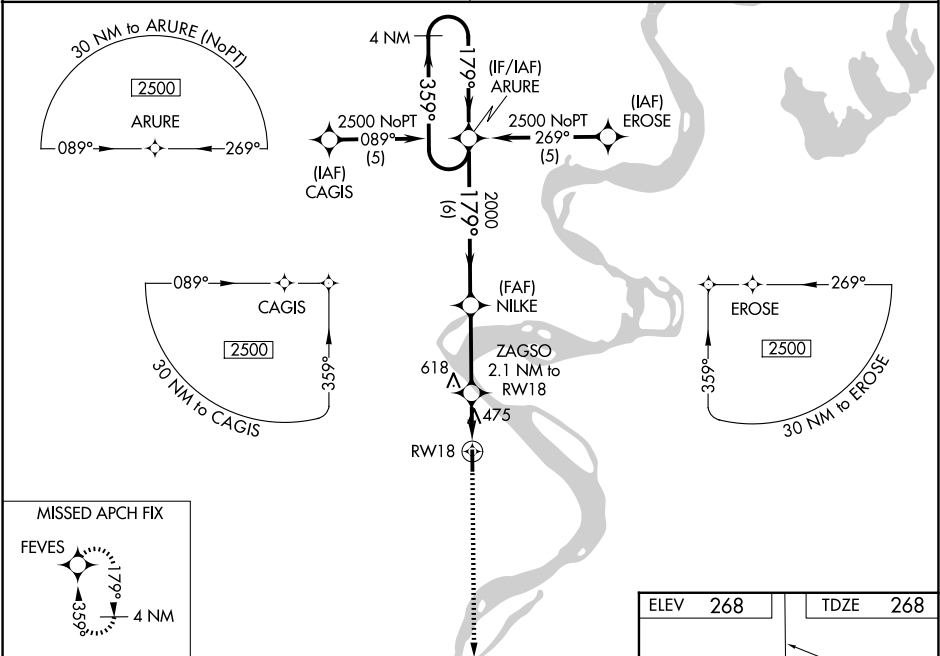 30 NM to ARURE (NoPT)
2500
ARURE
089°
269°
4 NM
359°
179°
(IF/IAF)
ARURE
2500 NoPT
089°
(5)
(IAF)
CAGIS
2500 NoPT
269°
(5)
(IAF)
EROSE
2000
179°
(6)
089°
CAGIS
2500
359°
30 NM to CAGIS
(FAF)
NILKE
ZAGSO
2.1 NM to
RW18
618
475
RW18
269°
EROSE
2500
359°
30 NM to EROSE
MISSED APCH FIX
FEVES
179°
359°
4 NM
ELEV 268
TDZE 268